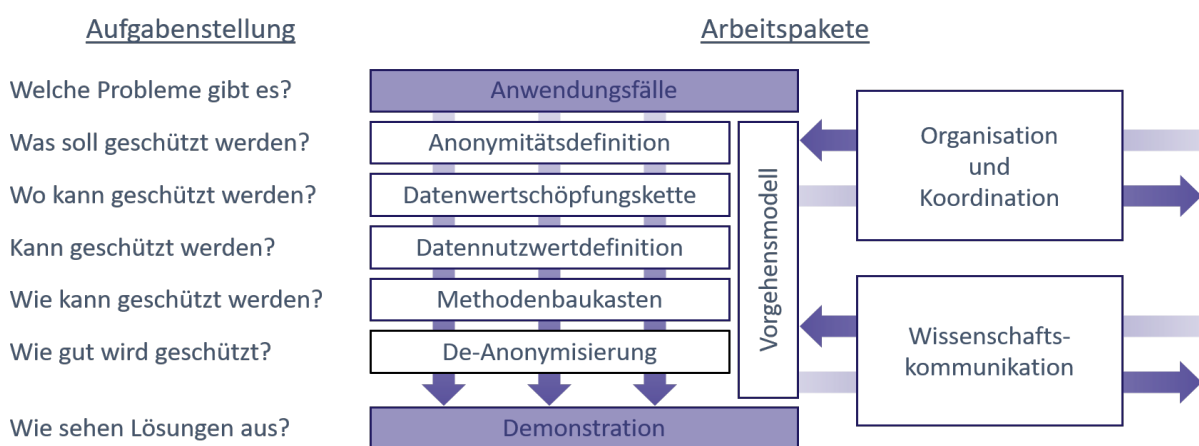 Aufgabenstellung
Arbeitspakete
Welche Probleme gibt es?
Anwendungsfälle
Was soll geschützt werden?
Anonymitätsdefinition
Wo kann geschützt werden?
Datenwertschöpfungskette
Kann geschützt werden?
Datennutzwertdefinition
Wie kann geschützt werden?
Methodenbaukasten
Wie gut wird geschützt?
De-Anonymisierung
Wie sehen Lösungen aus?
Demonstration
Vorgehensmodell
Organisation
und
Koordination
Wissenschafts-
kommunikation